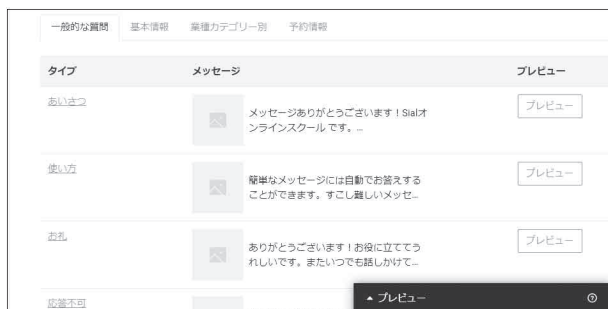 一般的な質問 基本情報 業種カテゴリー別 予約情報
タイプ メッセージ プレビュー
あいさつ
メッセージありがとうございます！Sialオ
ンラインスクール です。...
プレビュー
使い方
簡単なメッセージには自動でお答えする
ことができます。すこし難しいメッセ...
プレビュー
お礼
ありがとうございます！お役に立ててう
れしいです。またいつでも話しかけて...
プレビュー
応答不可
プレビュー